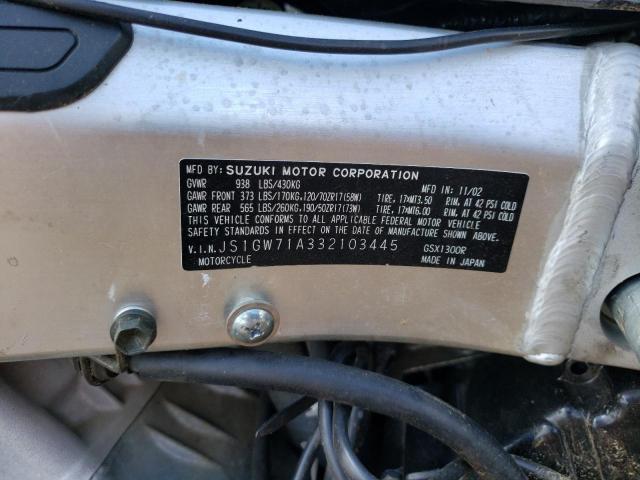 MFD BY: SUZUKI MOTOR CORPORATION
GVWR 938 LBS/430KG MFD IN: 11/02
GAWR FRONT 373 LBS/170KG,120/70ZR17(58W) TIRE, 17xMT3.50 RIM. AT 42 PSI COLD
GAWR REAR 565 LBS/260KG,190/50ZR17(73W) TIRE, 17×MT6.00 RIM. AT 42 PSI COLD
THIS VEHICLE CONFORMS TO ALL APPLICABLE FEDERAL MOTOR VEHICLE
SAFETY STANDARDS IN EFFECT ON THE DATE OF MANUFACTURE SHOWN ABOVE.
V.I.N. JS1GW71A332103445 GSX1300R
MOTORCYCLE MADE IN JAPAN